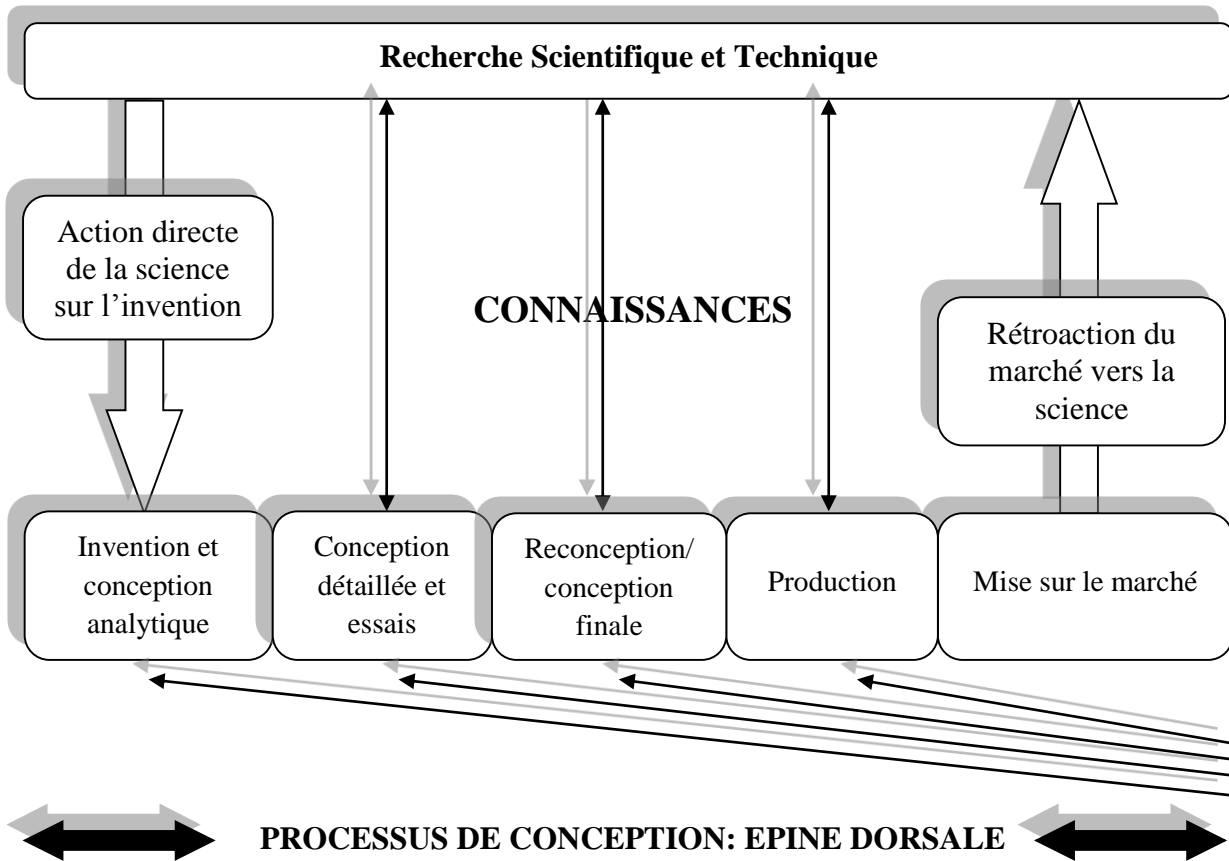 Recherche Scientifique et Technique
Action directe
de la science
sur l’invention
CONNAISSANCES
Rétroaction du
marché vers la
science
Invention et
conception
analytique
Conception
détaillée et
essais
Reconception/
conception
finale
Production
Mise sur le marché
PROCESSUS DE CONCEPTION: EPINE DORSALE